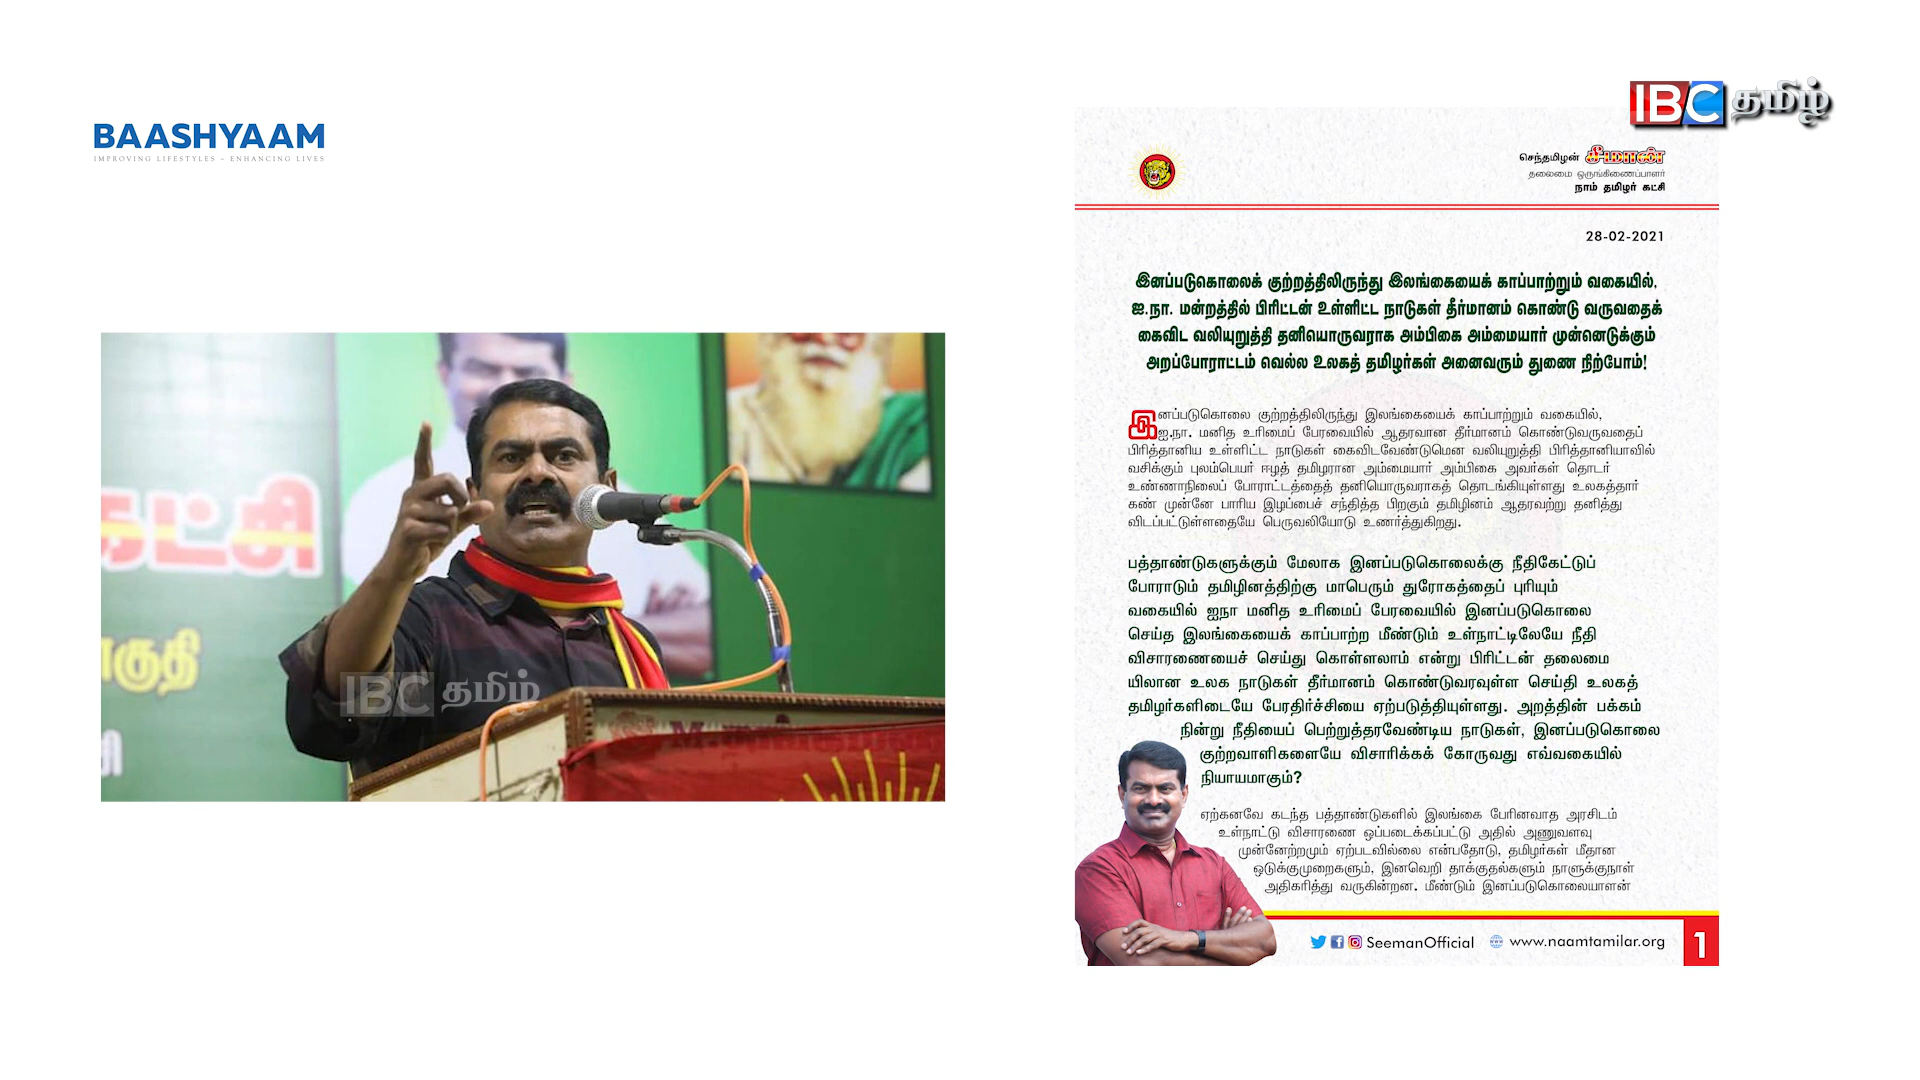 BAASHYAAM
IMPROVING LIFESTYLES – ENHANCING LIVES
IBC தமிழ்
கட்சி
ாகுதி
சி
IBC தமிழ்
செந்தமிழன் சீமான்
தலைமை ஒருங்கிணைப்பாளர்
நாம் தமிழர் கட்சி
28-02-2021
இனப்படுகொலைக் குற்றத்திலிருந்து இலங்கையைக் காப்பாற்றும் வகையில்,
ஐ.நா. மன்றத்தில் பிரிட்டன் உள்ளிட்ட நாடுகள் தீர்மானம் கொண்டு வருவதைக்
கைவிட வலியுறுத்தி தனியொருவராக அம்பிகை அம்மையார் முன்னெடுக்கும்
அறப்போராட்டம் வெல்ல உலகத் தமிழர்கள் அனைவரும் துணை நிற்போம்!
இனப்படுகொலை குற்றத்திலிருந்து இலங்கையைக் காப்பாற்றும் வகையில்,
ஐ.நா. மனித உரிமைப் பேரவையில் ஆதரவான தீர்மானம் கொண்டுவருவதைப்
பிரித்தானிய உள்ளிட்ட நாடுகள் கைவிடவேண்டுமென வலியுறுத்தி பிரித்தானியாவில்
வசிக்கும் புலம்பெயர் ஈழத் தமிழரான அம்மையார் அம்பிகை அவர்கள் தொடர்
உண்ணாநிலைப் போராட்டத்தைத் தனியொருவராகத் தொடங்கியுள்ளது உலகத்தார்
கண் முன்னே பாரிய இழப்பைச் சந்தித்த பிறகும் தமிழினம் ஆதரவற்று தனித்து
விடப்பட்டுள்ளதையே பெருவலியோடு உணர்த்துகிறது.
பத்தாண்டுகளுக்கும் மேலாக இனப்படுகொலைக்கு நீதிகேட்டுப்
போராடும் தமிழினத்திற்கு மாபெரும் துரோகத்தைப் புரியும்
வகையில் ஐநா மனித உரிமைப் பேரவையில் இனப்படுகொலை
செய்த இலங்கையைக் காப்பாற்ற மீண்டும் உள்நாட்டிலேயே நீதி
விசாரணையைச் செய்து கொள்ளலாம் என்று பிரிட்டன் தலைமை
யிலான உலக நாடுகள் தீர்மானம் கொண்டுவரவுள்ள செய்தி உலகத்
தமிழர்களிடையே பேரதிர்ச்சியை ஏற்படுத்தியுள்ளது. அறத்தின் பக்கம்
நின்று நீதியைப் பெற்றுத்தரவேண்டிய நாடுகள், இனப்படுகொலை
குற்றவாளிகளையே விசாரிக்கக் கோருவது எவ்வகையில்
நியாயமாகும்?
ஏற்கனவே கடந்த பத்தாண்டுகளில் இலங்கை பேரினவாத அரசிடம்
உள்நாட்டு விசாரணை ஒப்படைக்கப்பட்டு அதில் அணுவளவு
முன்னேற்றமும் ஏற்படவில்லை என்பதோடு, தமிழர்கள் மீதான
ஒடுக்குமுறைகளும், இனவெறி தாக்குதல்களும் நாளுக்குநாள்
அதிகரித்து வருகின்றன. மீண்டும் இனப்படுகொலையாளன்
SeemanOfficial www.naamtamilar.org
1